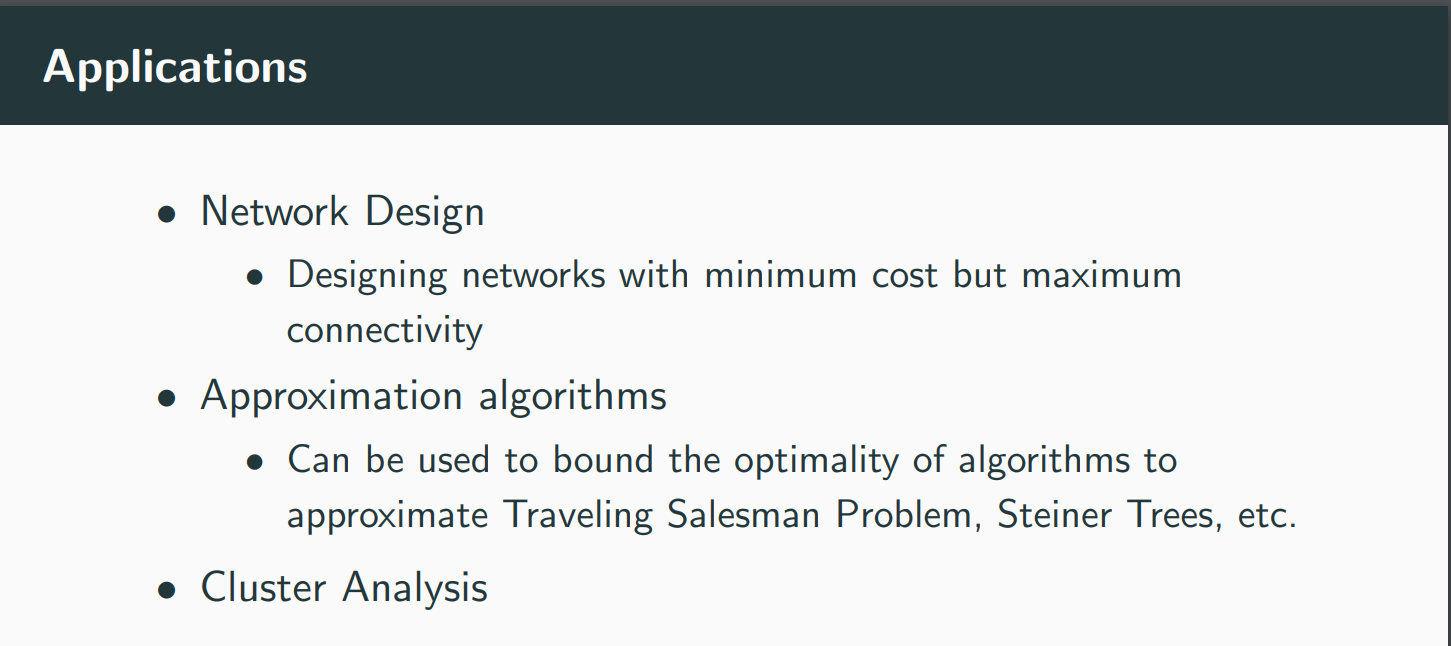 Applications
• Network Design
• Designing networks with minimum cost but maximum
connectivity
• Approximation algorithms
• Can be used to bound the optimality of algorithms to
approximate Traveling Salesman Problem, Steiner Trees, etc.
• Cluster Analysis